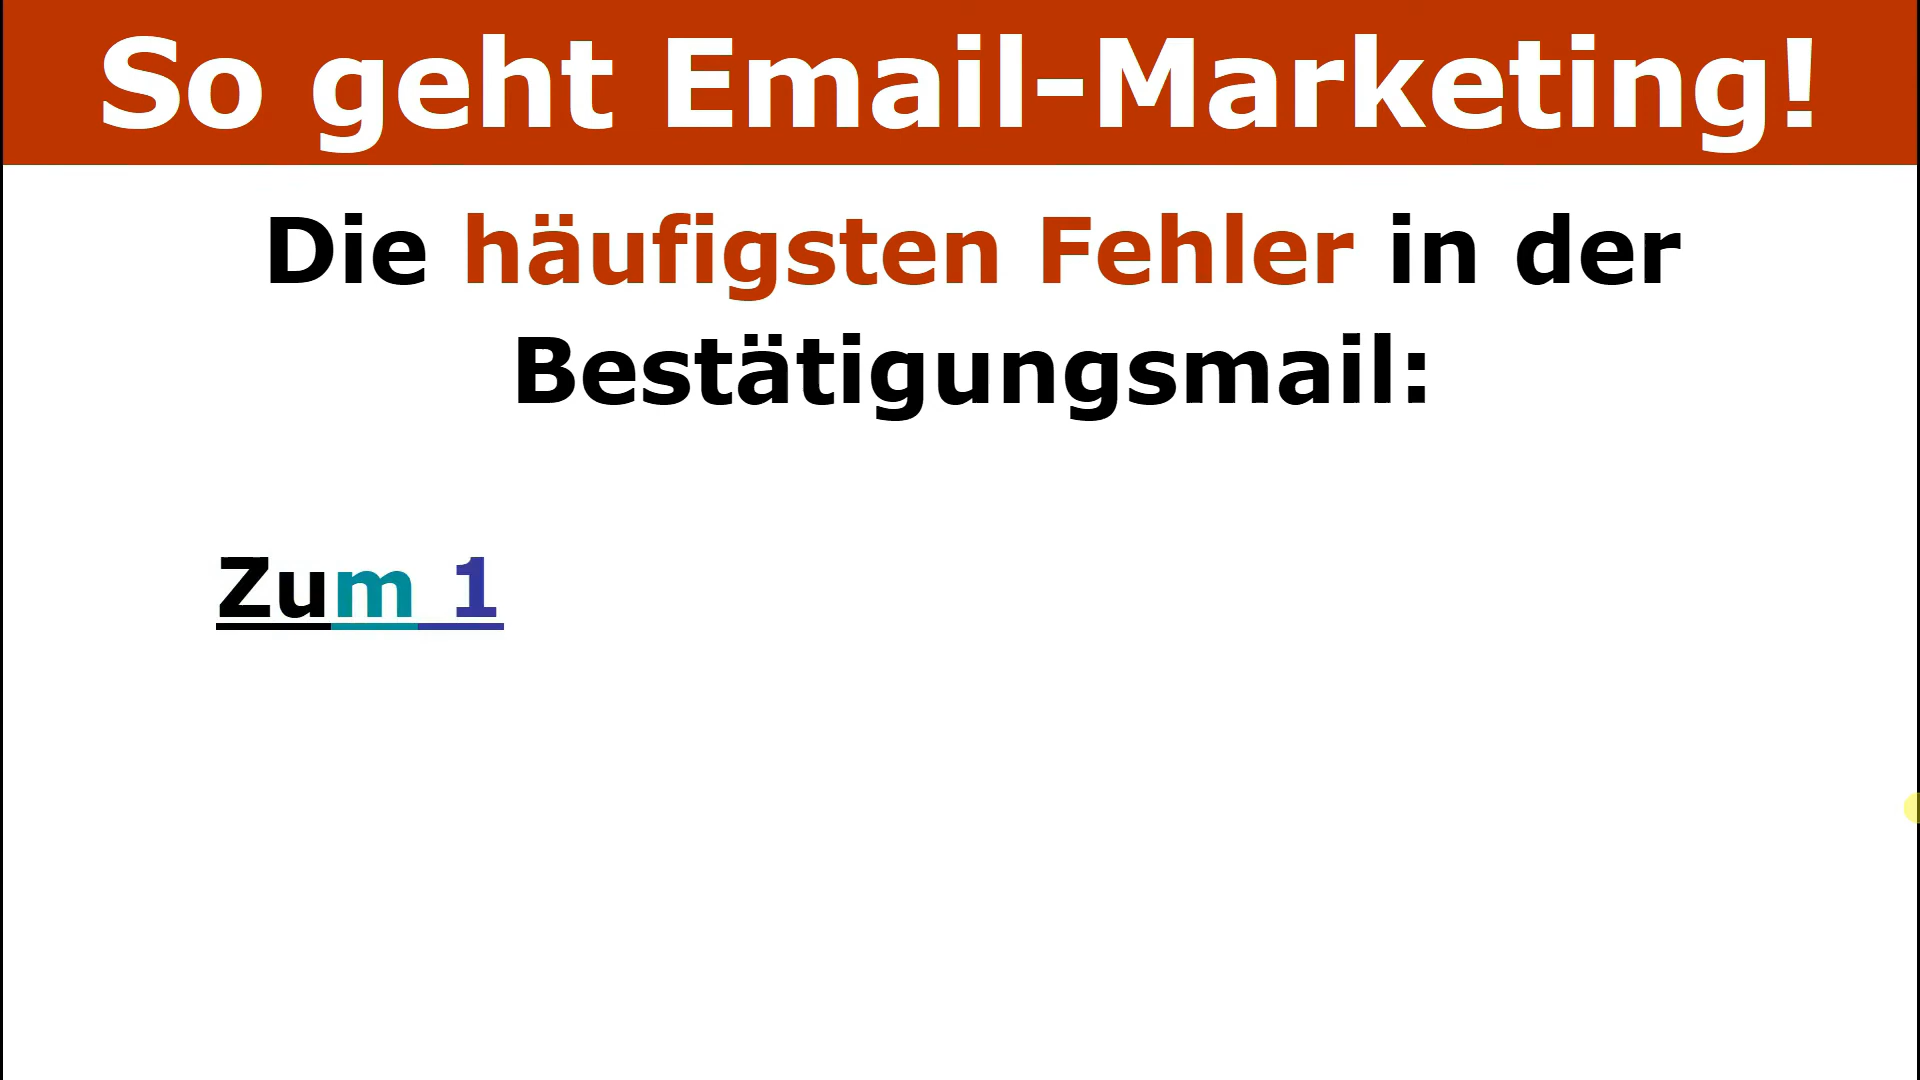 So geht Email-Marketing!
Die häufigsten Fehler in der
Bestätigungsmail:
Zum 1